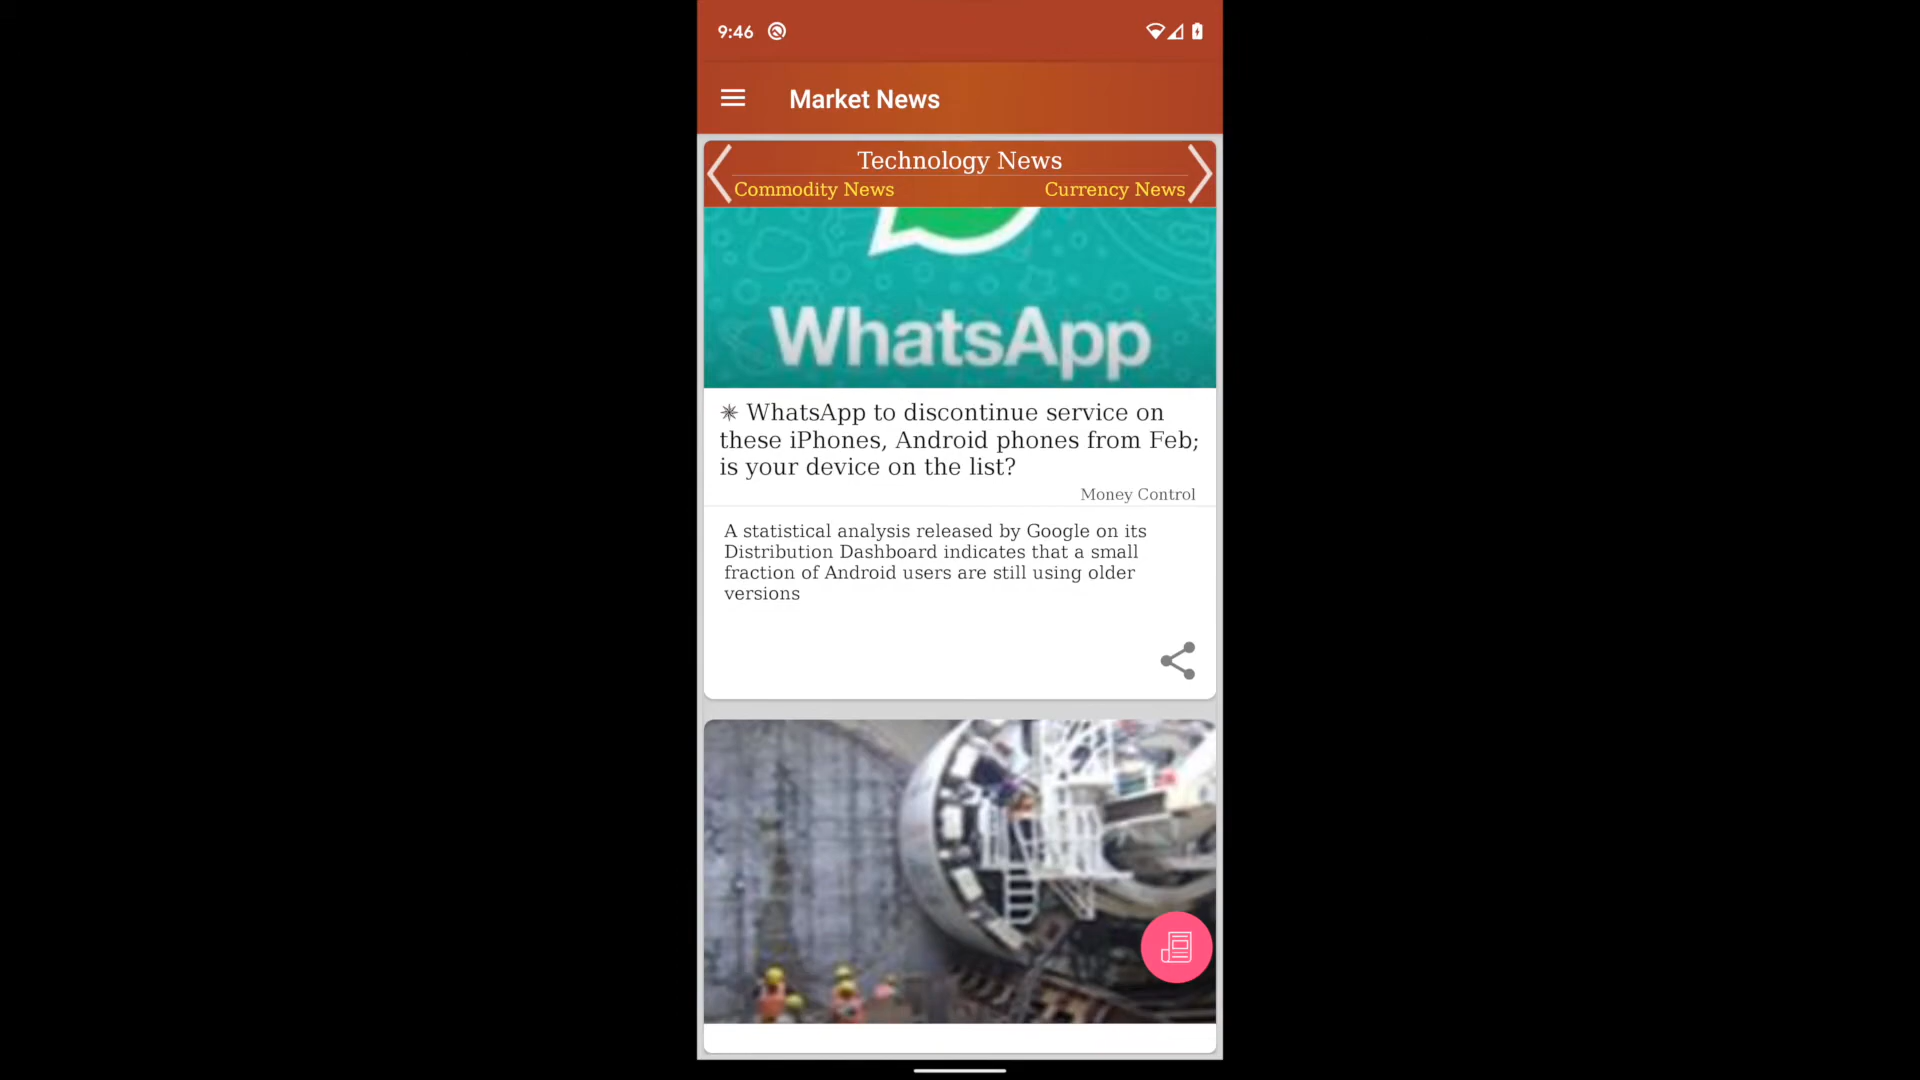 9:46
Market News
Technology News
Commodity News
Currency News
WhatsApp
✴ WhatsApp to discontinue service on
these iPhones, Android phones from Feb;
is your device on the list?
Money Control
A statistical analysis released by Google on its
Distribution Dashboard indicates that a small
fraction of Android users are still using older
versions